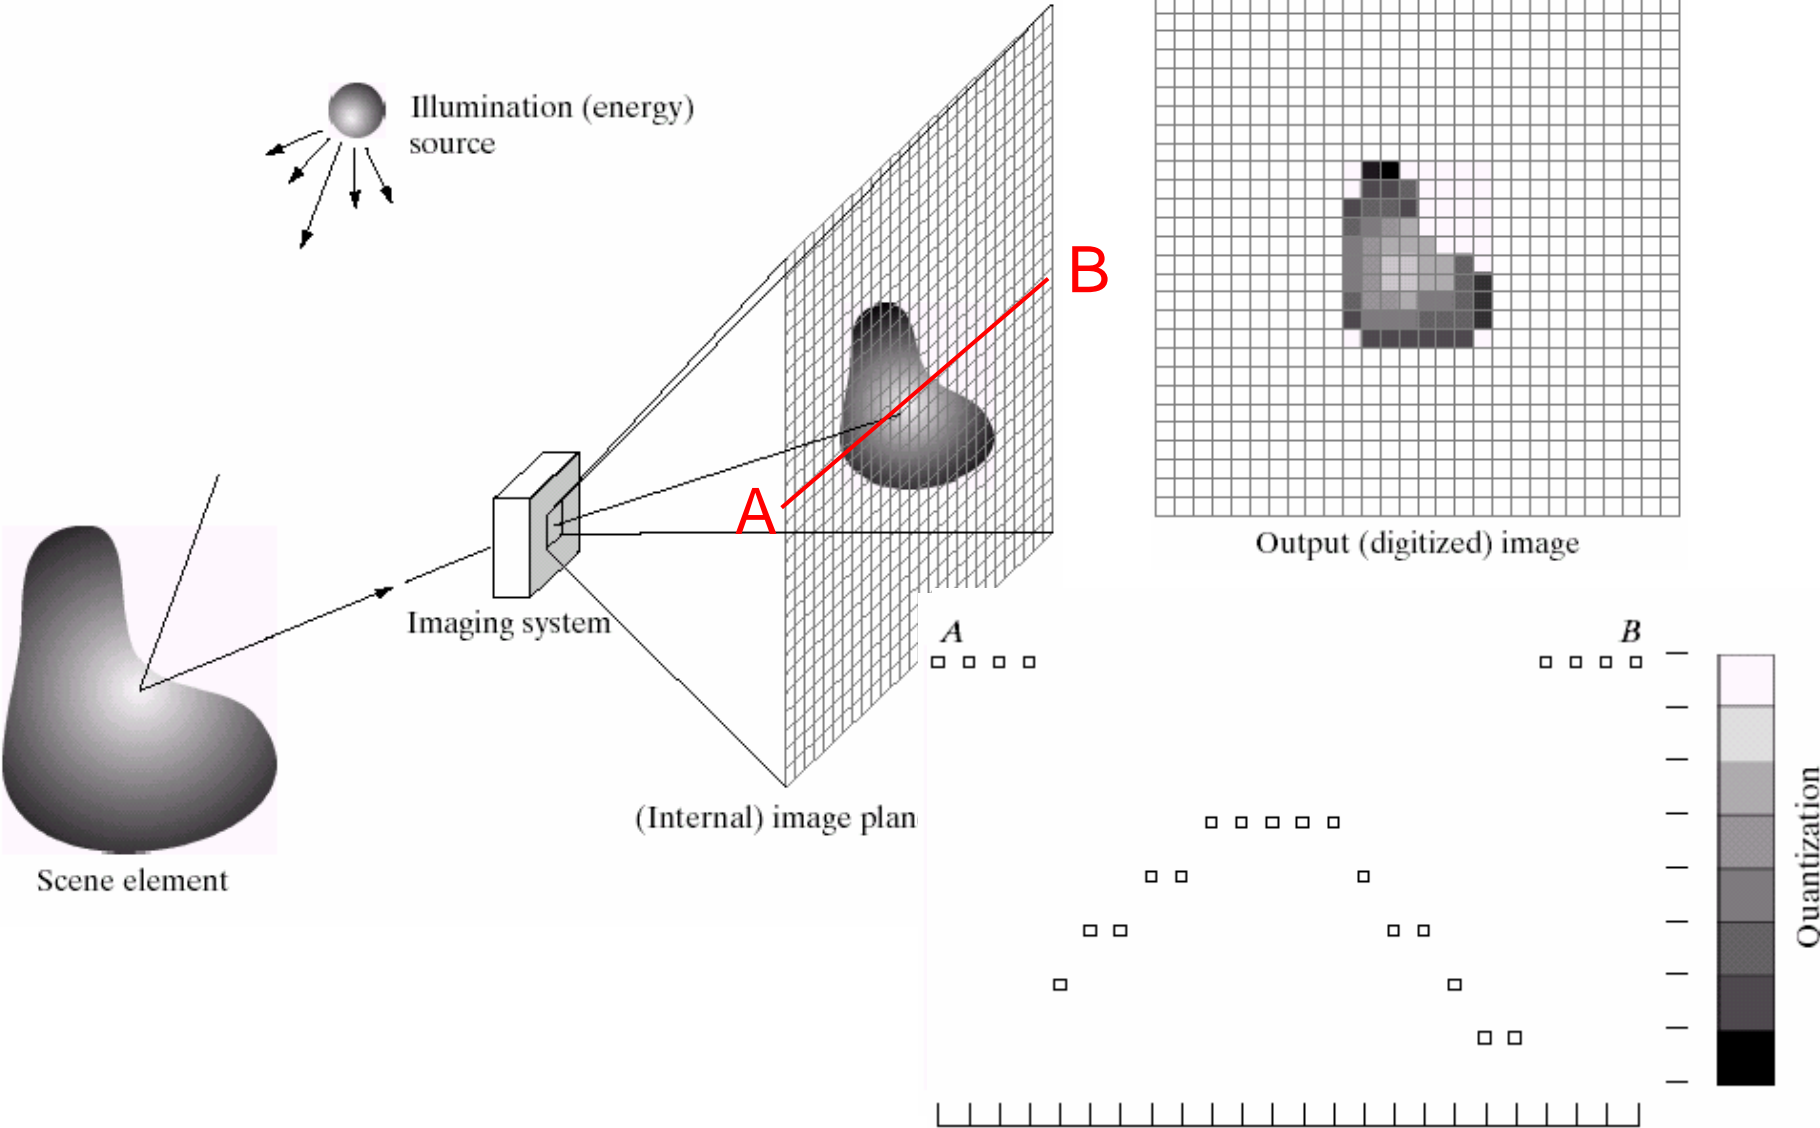 Illumination (energy)
source
B
A
Output (digitized) image
Imaging system
A
B
(Internal) image plan
Scene element
Quantization